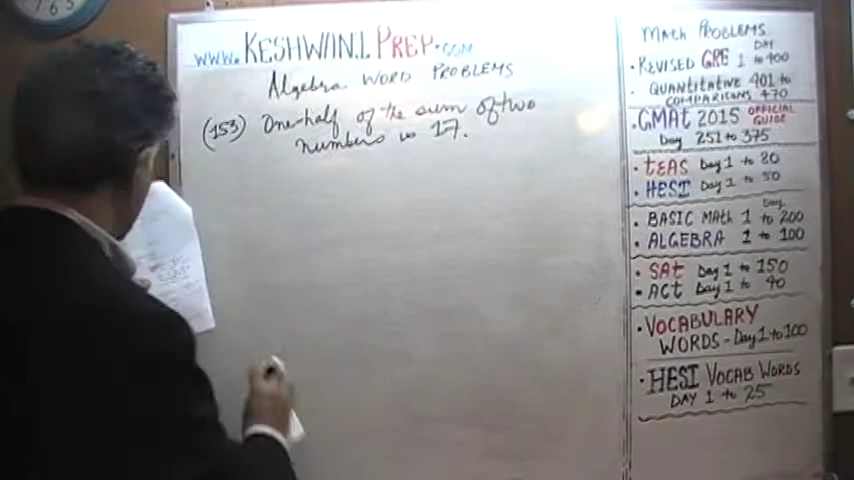 www.KESHWANI PREP.COM
Algebra WORD PROBLEMS
(153) One-half of the sum of two
numbers is 17.
Math PROBLEMS
DAY
• REVISED GRE 1 to 400
• QUANTITATIVE 401 to
COMPARISONS 470
• GMAT 2015 OFFICIAL
GUIDE
Day 251 to 375
• TEAS Day 1 to 80
• HESI Day 1 to 50
Day
• BASIC MAth 1 to 200
• ALGEBRA 1 to 100
• SAt Day 1 to 150
• ACt Day 1 to 40
• VOCABULARY
WORDS - Day 1 to 100
• HESI VOCAB WORDS
DAY 1 to 25